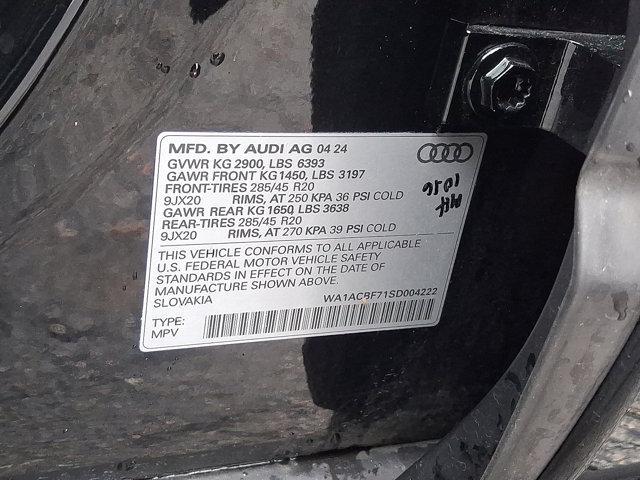 MFD. BY AUDI AG 04 24
GVWR KG 2900, LBS 6393
GAWR FRONT KG 1450, LBS 3197
FRONT-TIRES 285/45 R20
9JX20 RIMS, AT 250 KPA 36 PSI COLD
GAWR REAR KG 1650, LBS 3638
REAR-TIRES 285/45 R20
9JX20 RIMS, AT 270 KPA 39 PSI COLD
THIS VEHICLE CONFORMS TO ALL APPLICABLE
U.S. FEDERAL MOTOR VEHICLE SAFETY
STANDARDS IN EFFECT ON THE DATE OF
MANUFACTURE SHOWN ABOVE.
SLOVAKIA WA1ACBF71SD004222
TYPE:
MPV